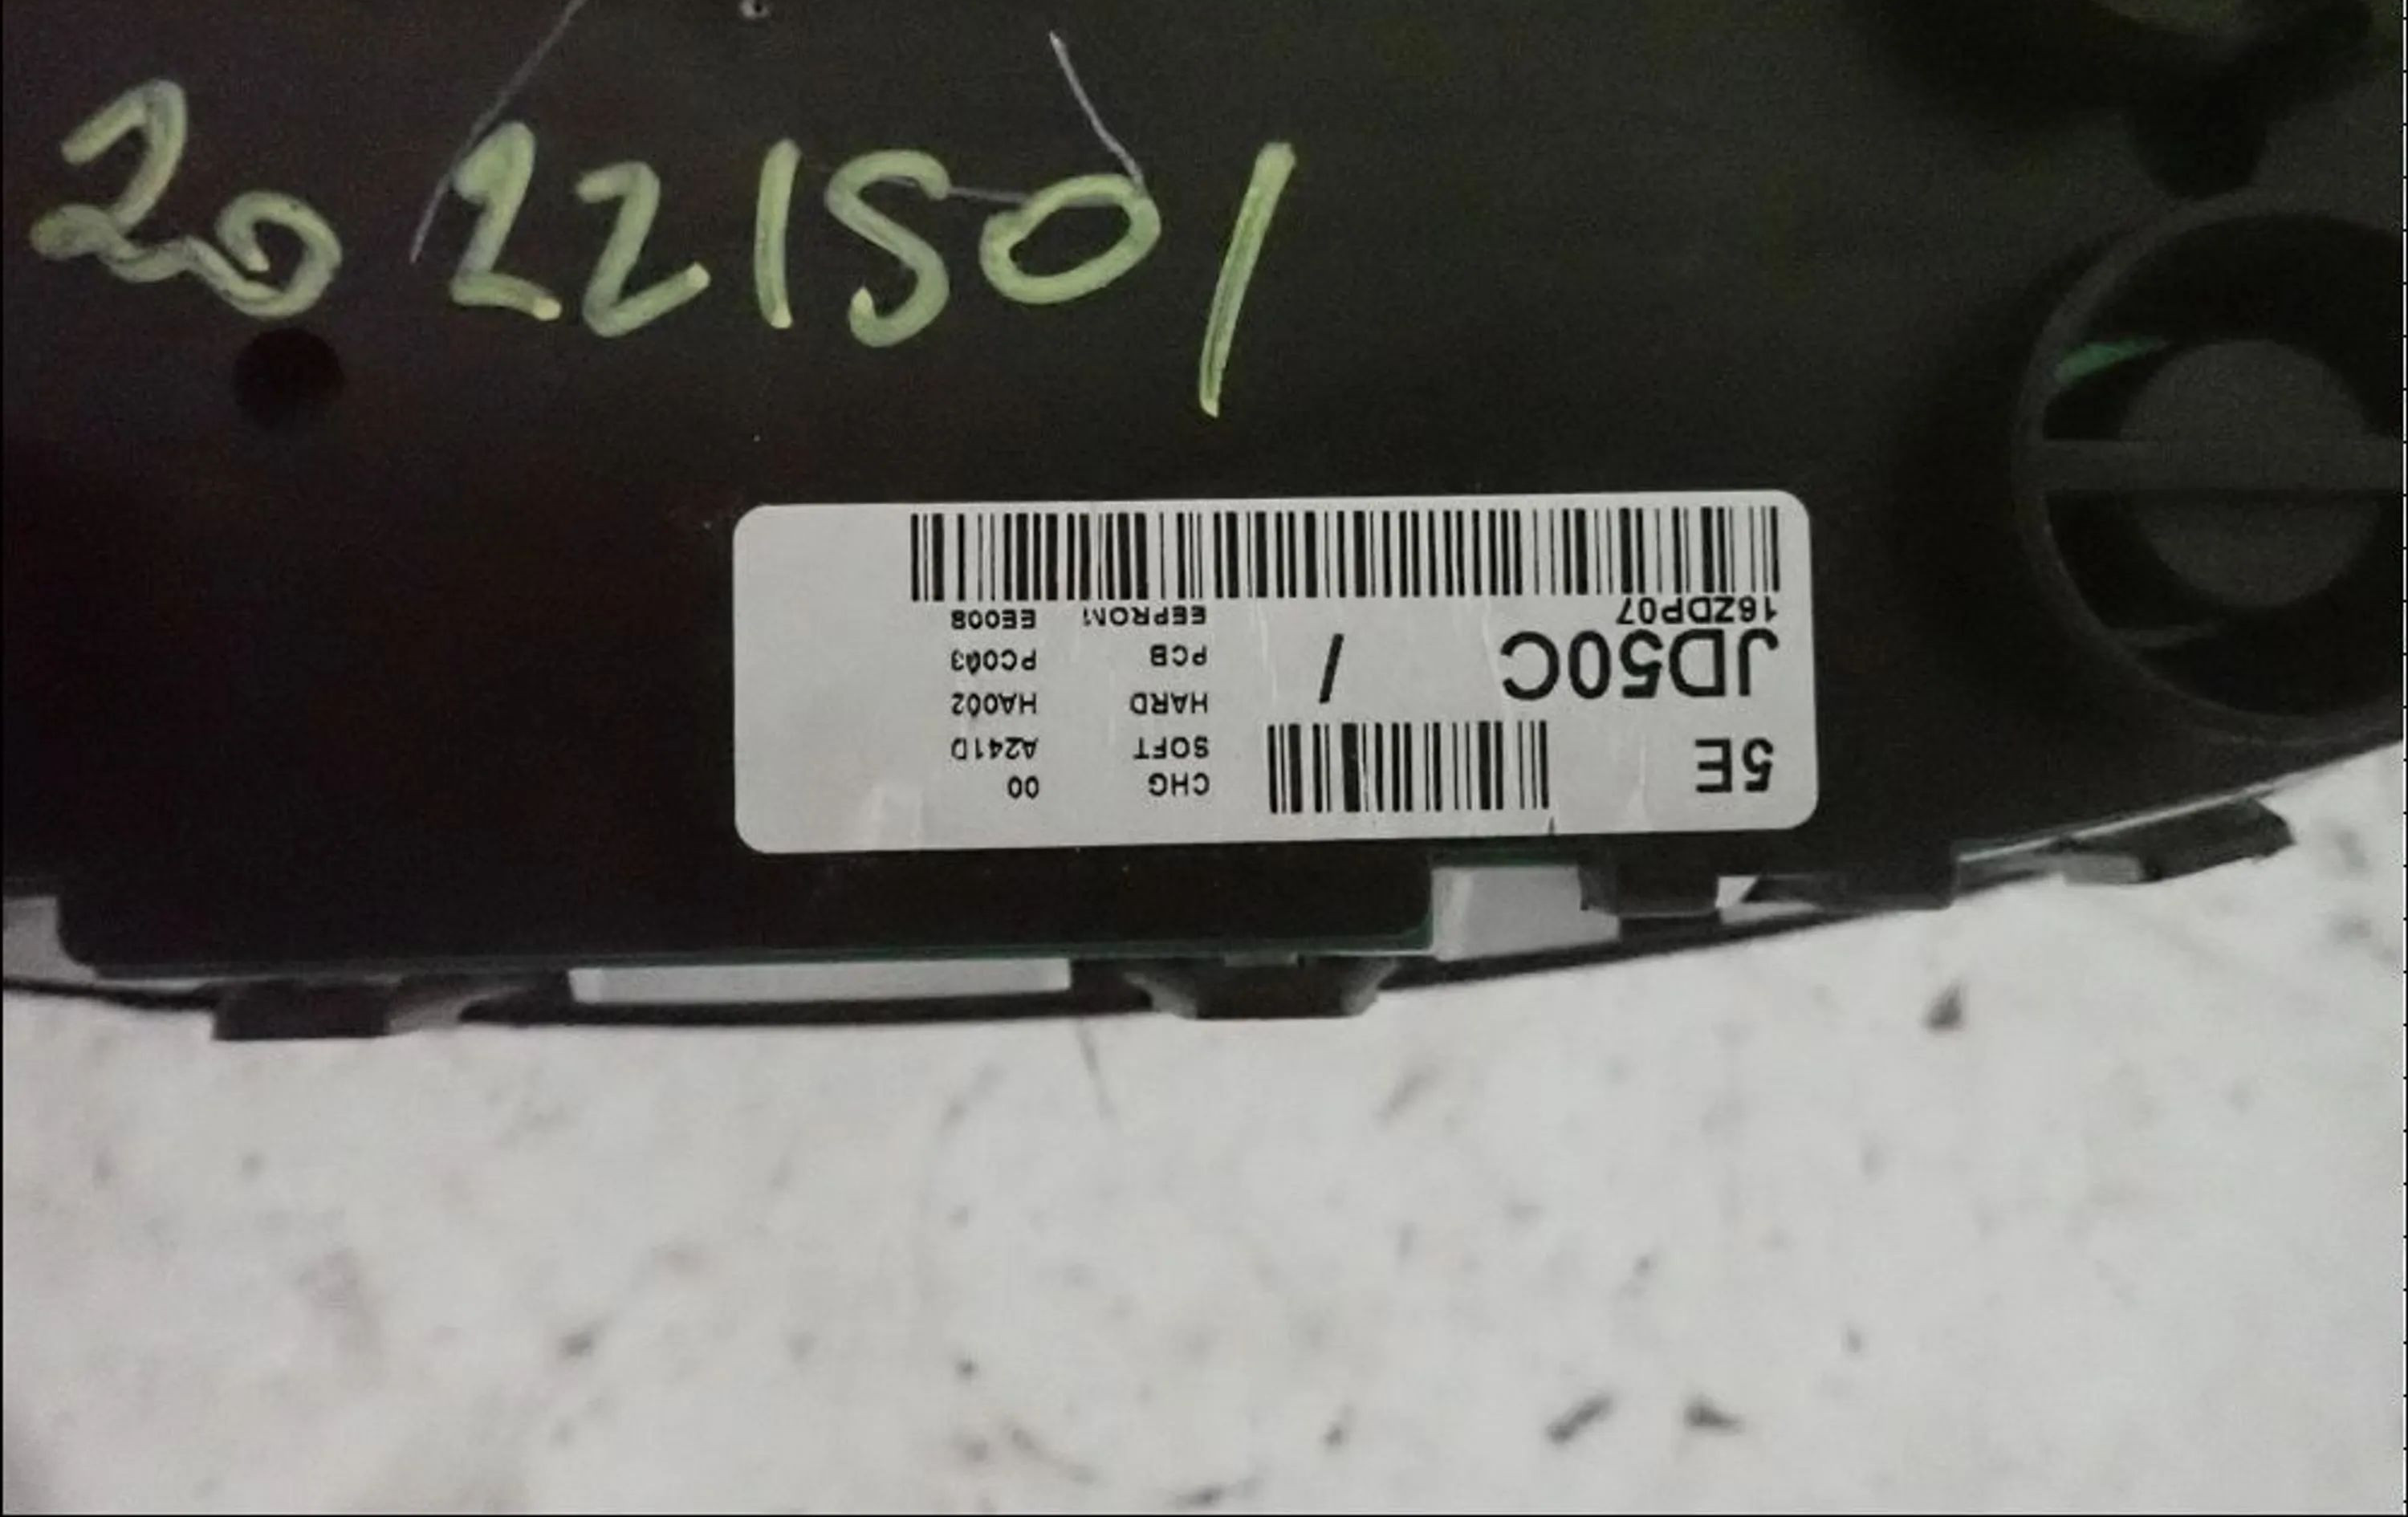 20221501
5E
JD50C /
16ZDP07
CHG 00
SOFT A241D
HARD HA002
PCB PC003
EEPROM EE008